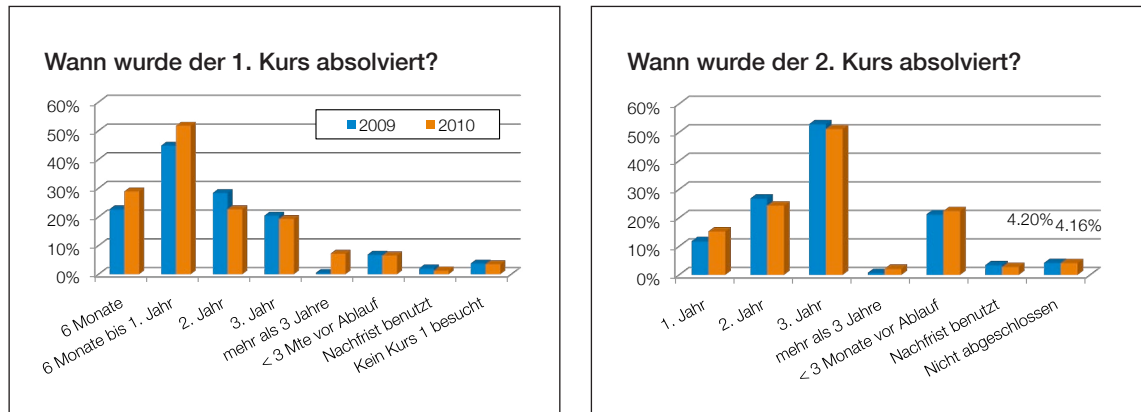 Wann wurde der 1. Kurs absolviert?
60%
50%
40%
30%
20%
10%
0%
2009 2010
6 Monate
6 Monate bis 1. Jahr
2. Jahr
3. Jahr
mehr als 3 Jahre
< 3 Mte vor Ablauf
Nachfrist benutzt
Kein Kurs 1 besucht
Wann wurde der 2. Kurs absolviert?
60%
50%
40%
30%
20%
10%
0%
4.20% 4.16%
1. Jahr
2. Jahr
3. Jahr
mehr als 3 Jahre
< 3 Monate vor Ablauf
Nachfrist benutzt
Nicht abgeschlossen